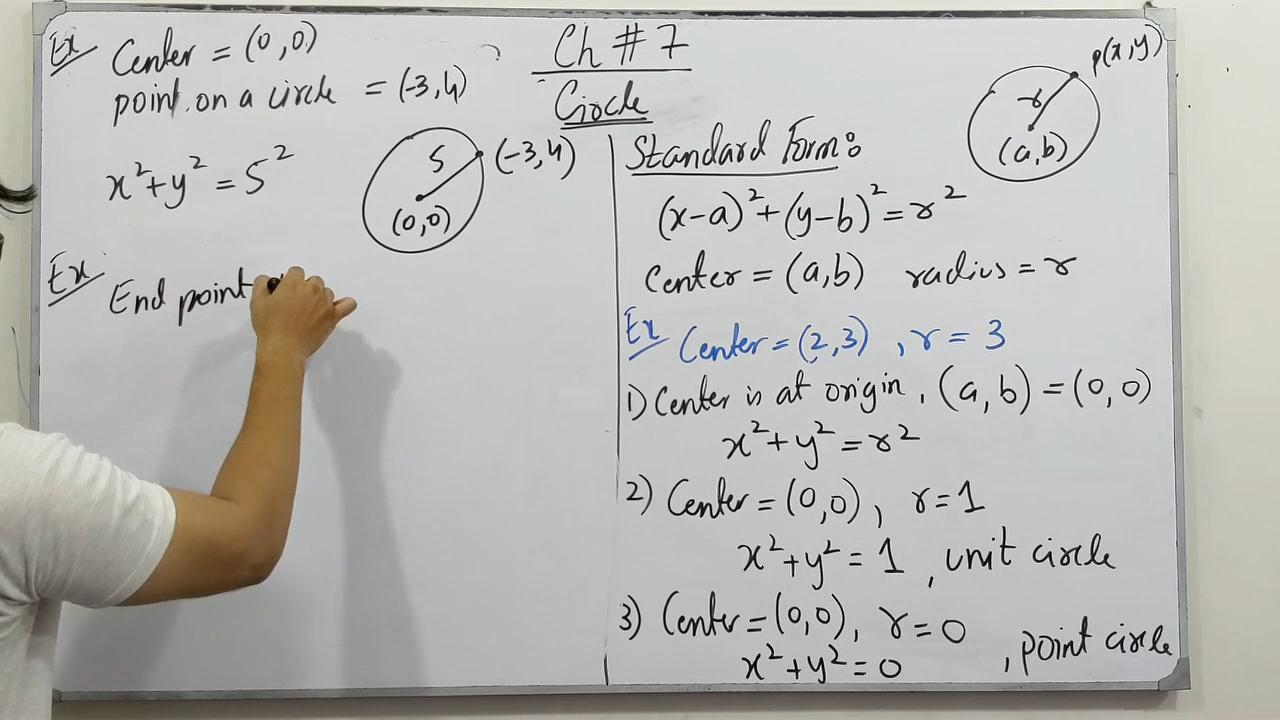 Ch # 7
Circle
Ex Center = (0,0)
point on a circle = (-3,4)
x²+y² = 5²
5
(-3,4)
(0,0)
Ex End point
Standard Form:
P(x,y)
r
(a,b)
(x-a)²+(y-b)²=r²
Center = (a,b) radius = r
Ex Center = (2,3) , r = 3
1) Center is at origin, (a,b) = (0,0)
x²+y²=r²
2) Center = (0,0), r=1
x²+y² = 1 , unit circle
3) Center = (0,0), r=0
x²+y²=0 , point circle